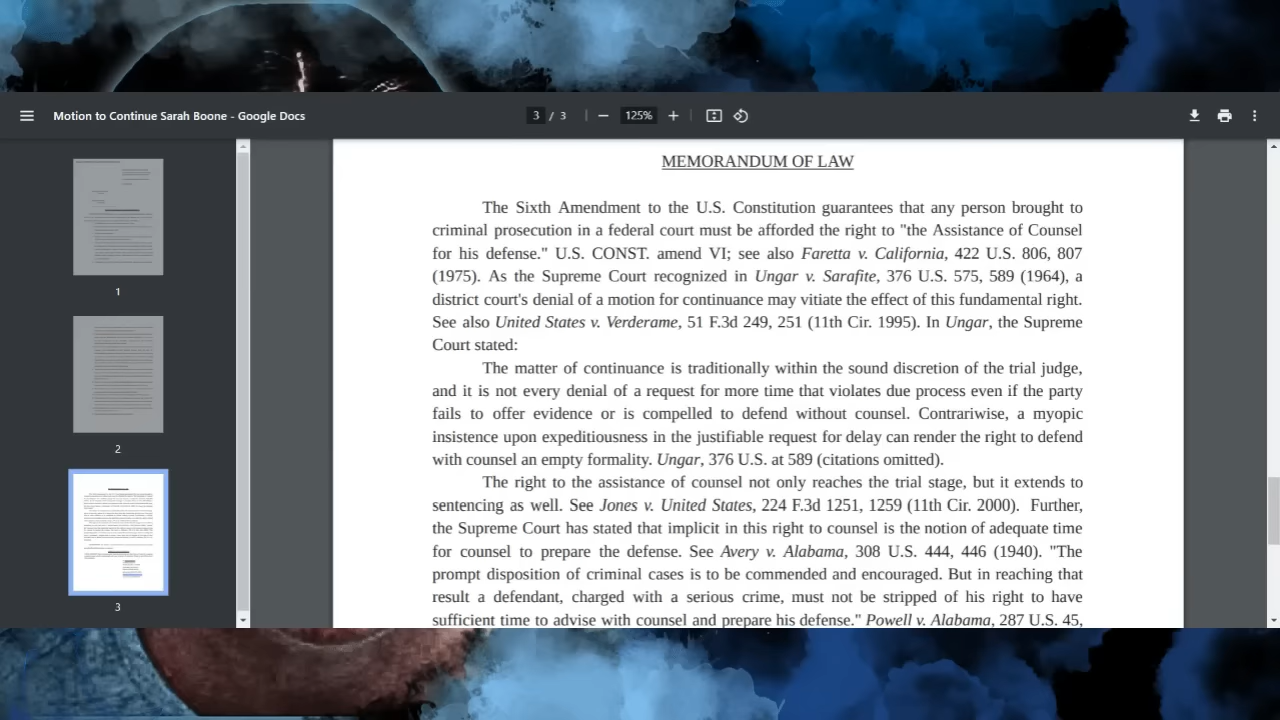 Motion to Continue Sarah Boone - Google Docs
3 / 3
125%
1
2
3
MEMORANDUM OF LAW
The Sixth Amendment to the U.S. Constitution guarantees that any person brought to
criminal prosecution in a federal court must be afforded the right to "the Assistance of Counsel
for his defense." U.S. CONST. amend VI; see also Faretta v. California, 422 U.S. 806, 807
(1975). As the Supreme Court recognized in Ungar v. Sarafite, 376 U.S. 575, 589 (1964), a
district court's denial of a motion for continuance may vitiate the effect of this fundamental right.
See also United States v. Verderame, 51 F.3d 249, 251 (11th Cir. 1995). In Ungar, the Supreme
Court stated:
The matter of continuance is traditionally within the sound discretion of the trial judge,
and it is not every denial of a request for more time that violates due process even if the party
fails to offer evidence or is compelled to defend without counsel. Contrariwise, a myopic
insistence upon expeditiousness in the justifiable request for delay can render the right to defend
with counsel an empty formality. Ungar, 376 U.S. at 589 (citations omitted).
The right to the assistance of counsel not only reaches the trial stage, but it extends to
sentencing as well. See Jones v. United States, 224 F.3d 1251, 1259 (11th Cir. 2000). Further,
the Supreme Court has stated that implicit in this right to counsel is the notion of adequate time
for counsel to prepare the defense. See Avery v. Alabama, 308 U.S. 444, 446 (1940). "The
prompt disposition of criminal cases is to be commended and encouraged. But in reaching that
result a defendant, charged with a serious crime, must not be stripped of his right to have
sufficient time to advise with counsel and prepare his defense." Powell v. Alabama, 287 U.S. 45,